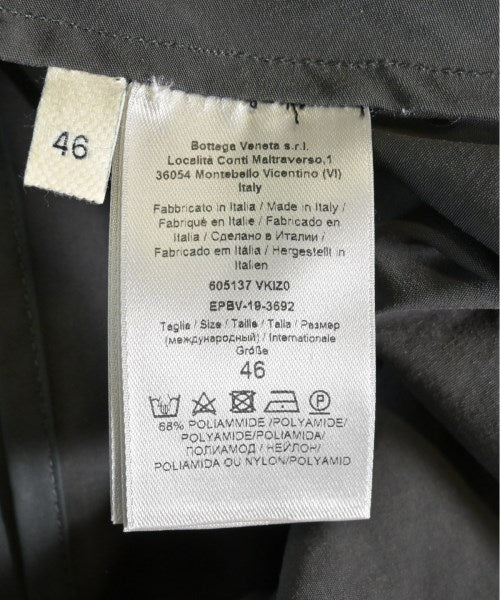 46
Bottega Veneta s.r.l.
Località Conti Maltraverso,1
36054 Montebello Vicentino (VI)
Italy
Fabbricato in Italia / Made in Italy /
Fabriqué en Italie / Fabricado en
Italia / Сделано в Италии /
Fabricado em Itália / Hergestellt in
Italien
605137 VKIZ0
EPBV-19-3692
Taglia / Size / Taille / Talla / Размер
(международный) / Internationale
Größe
46
P
68% POLIAMMIDE /POLYAMIDE/
POLYAMIDE/POLIAMIDA/
ПОЛИАМОД / НЕЙЛОН/
POLIAMIDA OU NYLON/POLYAMID